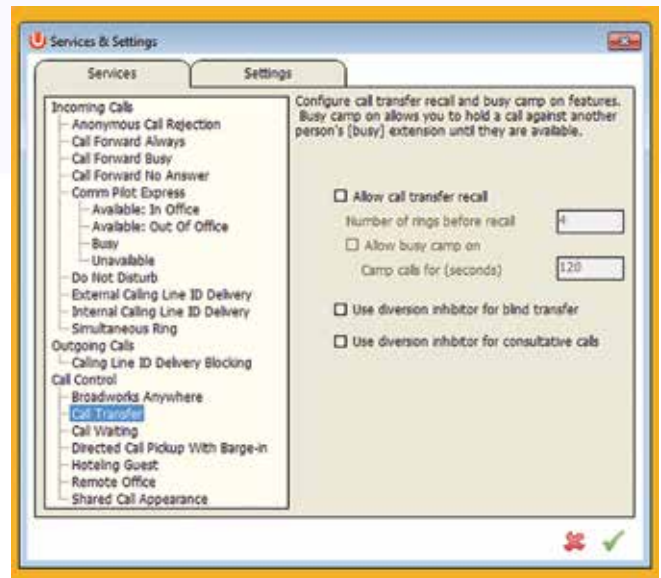 Services & Settings
Services
Settings
Incoming Calls
Anonymous Call Rejection
Call Forward Always
Call Forward Busy
Call Forward No Answer
Comm Pilot Express
Available: In Office
Available: Out Of Office
Busy
Unavailable
Do Not Disturb
External Calling Line ID Delivery
Internal Calling Line ID Delivery
Simultaneous Ring
Outgoing Calls
Calling Line ID Delivery Blocking
Call Control
Broadworks Anywhere
Call Transfer
Call Waiting
Directed Call Pickup With Barge-in
Hoteling Guest
Remote Office
Shared Call Appearance
Configure call transfer recall and busy camp on features.
Busy camp on allows you to hold a call against another
person's [busy] extension until they are available.
Allow call transfer recall
Number of rings before recall
4
Allow busy camp on
Camp calls for (seconds)
120
Use diversion inhibitor for blind transfer
Use diversion inhibitor for consultative calls